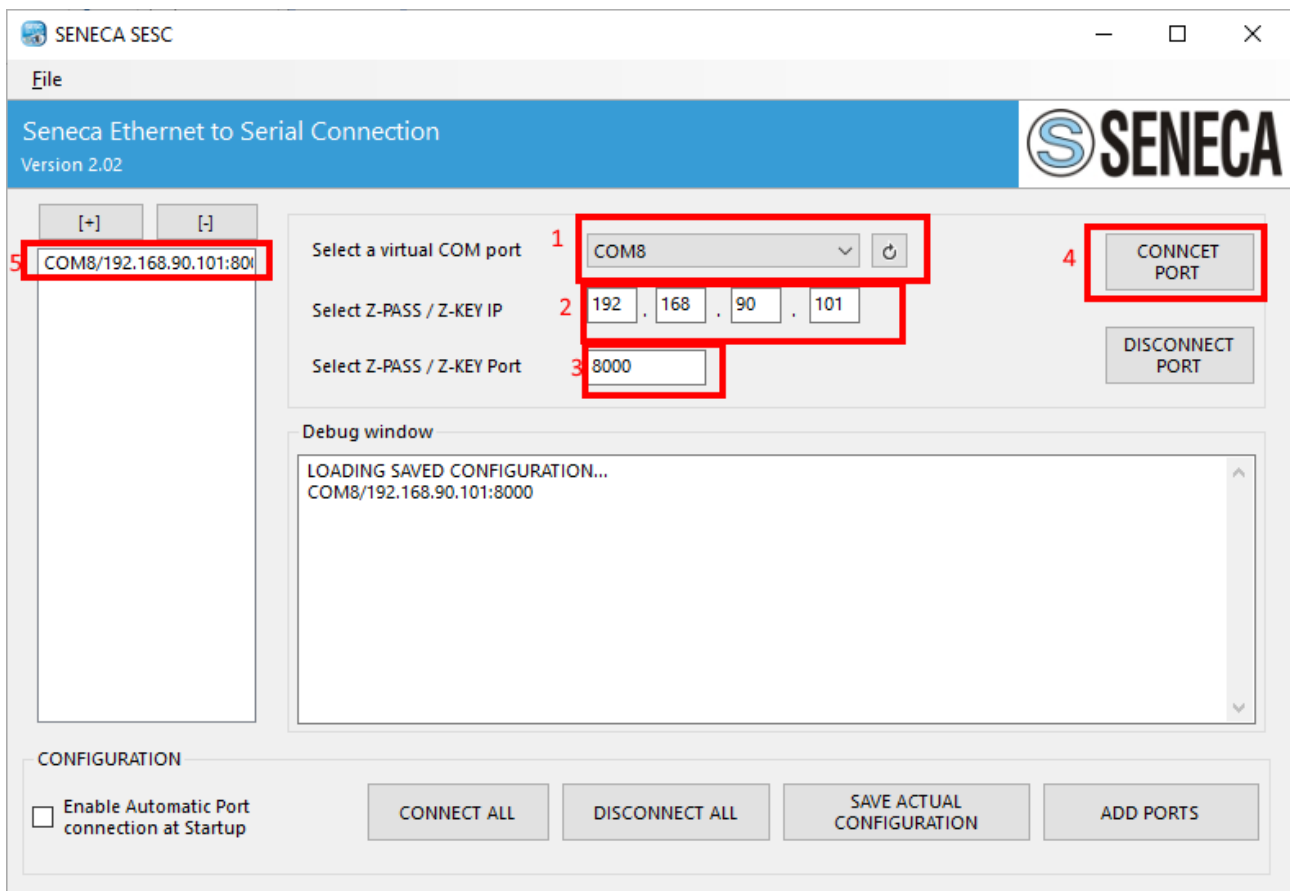 SENECA SESC
File
Seneca Ethernet to Serial Connection
Version 2.02
SENECA
[+]
[-]
5
COM8/192.168.90.101:80
Select a virtual COM port
1
COM8
4
CONNCET
PORT
Select Z-PASS / Z-KEY IP
2
192 . 168 . 90 . 101
Select Z-PASS / Z-KEY Port
3
8000
DISCONNECT
PORT
Debug window
LOADING SAVED CONFIGURATION...
COM8/192.168.90.101:8000
CONFIGURATION
Enable Automatic Port
connection at Startup
CONNECT ALL
DISCONNECT ALL
SAVE ACTUAL
CONFIGURATION
ADD PORTS